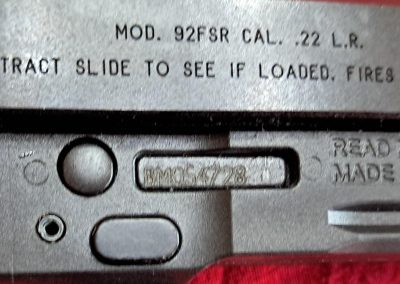 MOD. 92FSR CAL. .22 L.R.
TRACT SLIDE TO SEE IF LOADED. FIRES
BM054728
READ
MADE